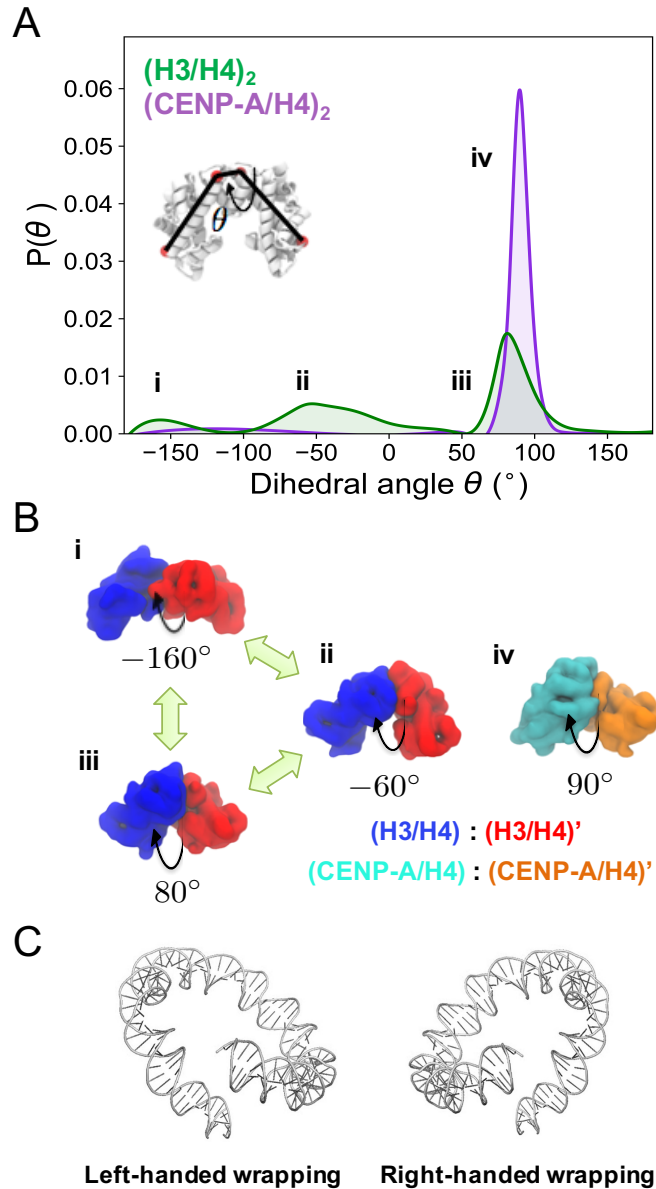 A
(H3/H4)₂
(CENP-A/H4)₂
θ
i
ii
iii
iv
P(θ)
0.06
0.05
0.04
0.03
0.02
0.01
0.00
−150 −100 −50 0 50 100 150
Dihedral angle θ (°)
B
i
−160°
ii
−60°
iii
80°
iv
90°
(H3/H4) : (H3/H4)’
(CENP-A/H4) : (CENP-A/H4)’
C
Left-handed wrapping Right-handed wrapping